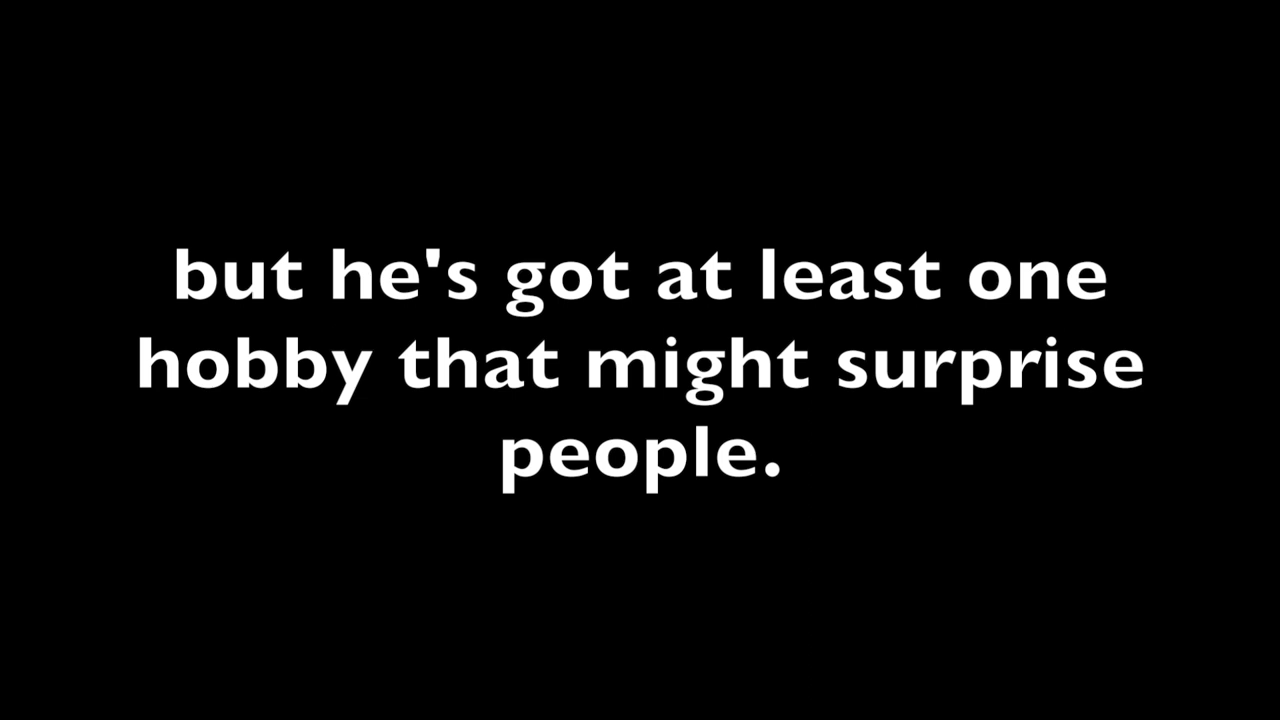 but he's got at least one
hobby that might surprise
people.